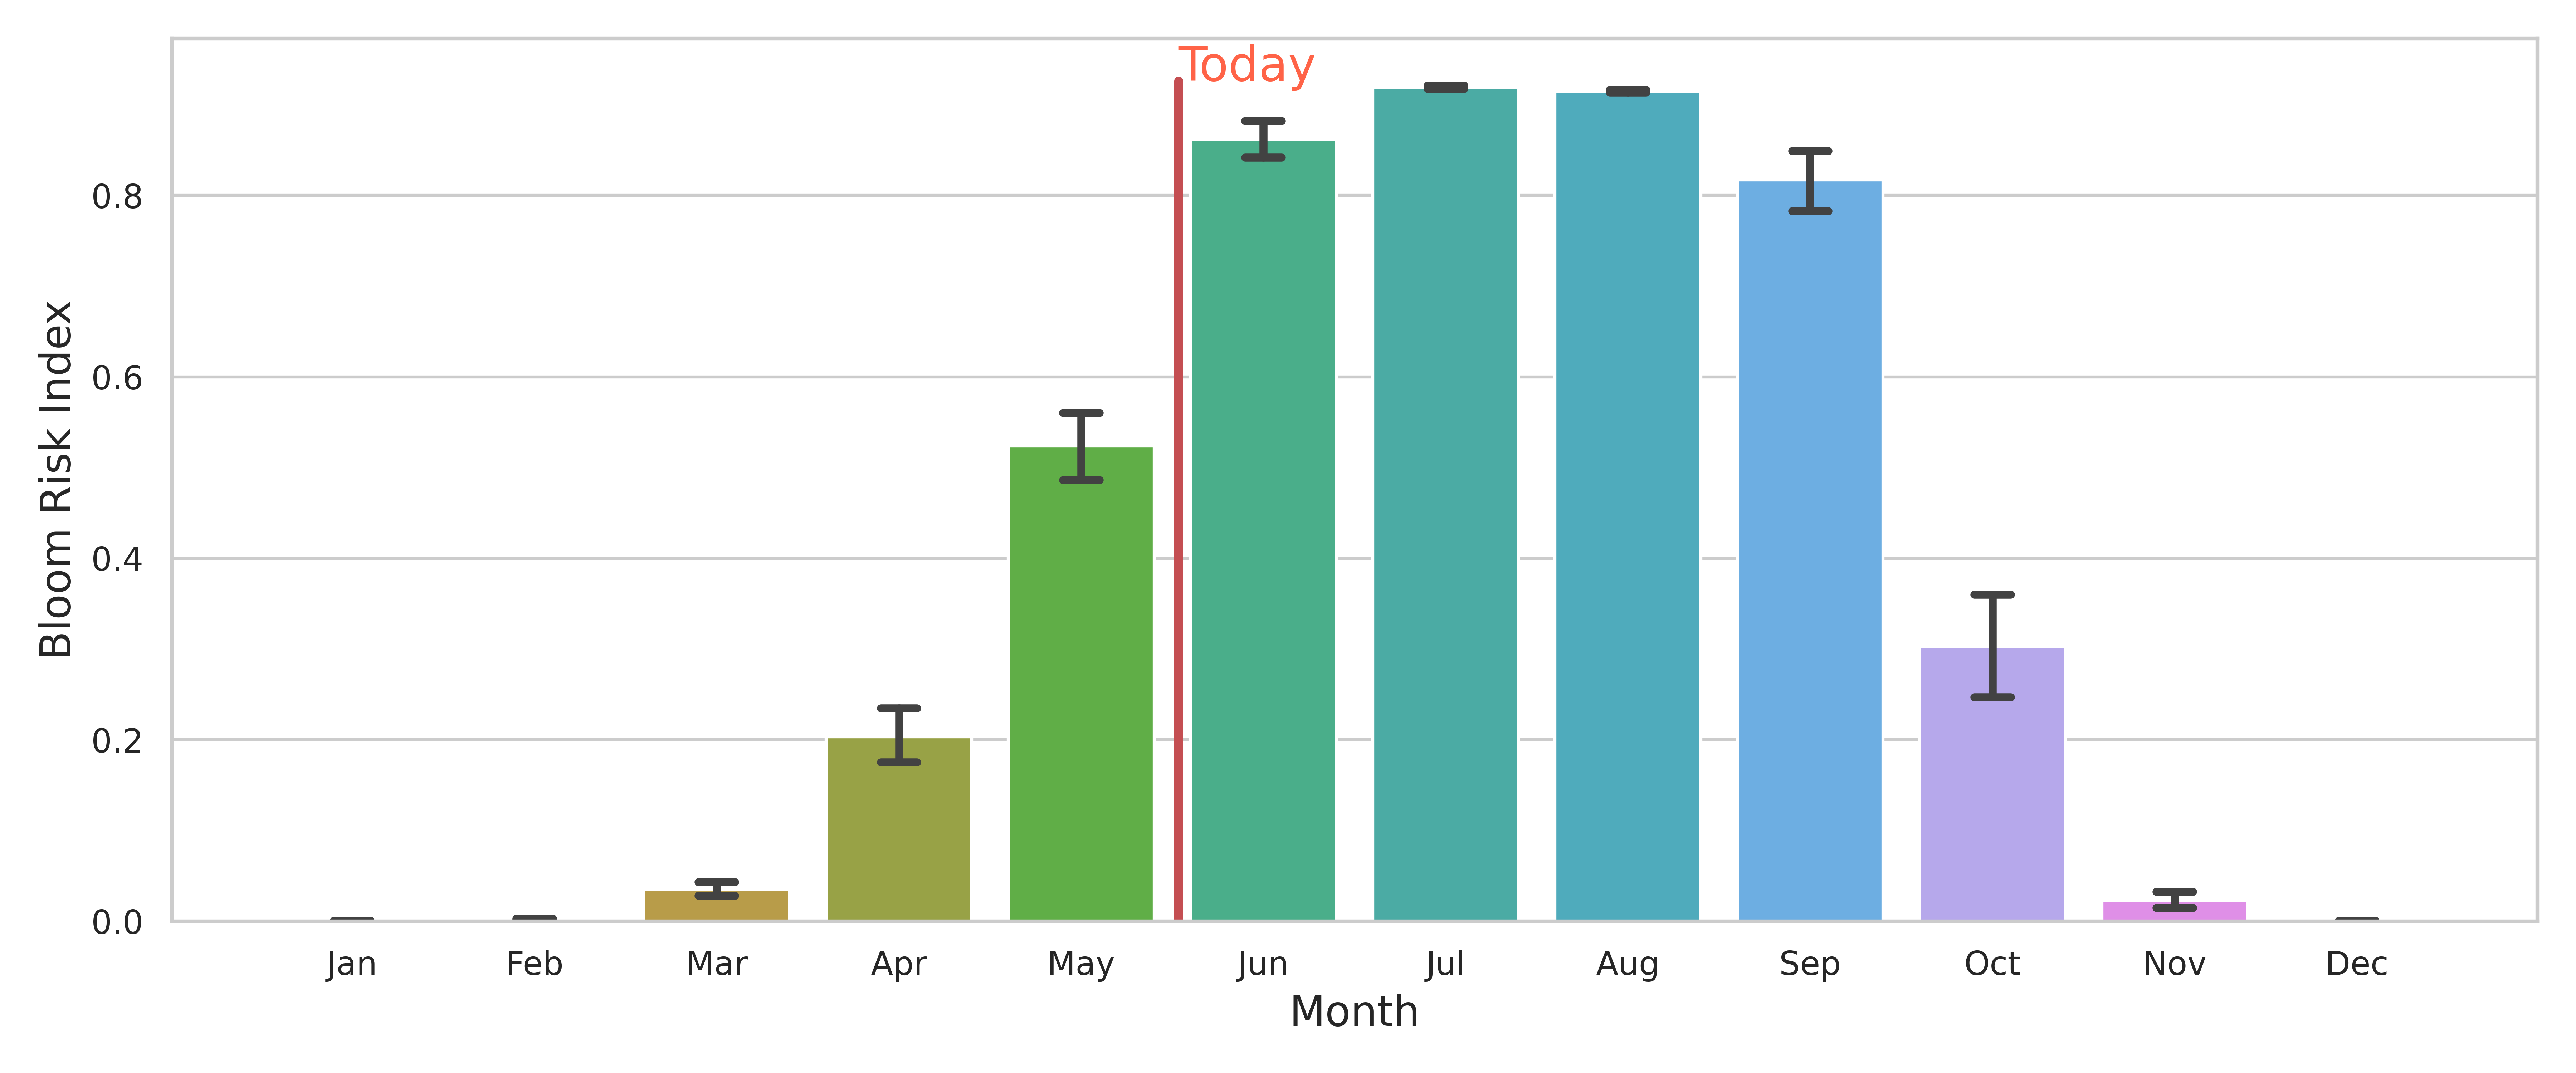 Today
Bloom Risk Index
0.8
0.6
0.4
0.2
0.0
Jan Feb Mar Apr May Jun Jul Aug Sep Oct Nov Dec
Month